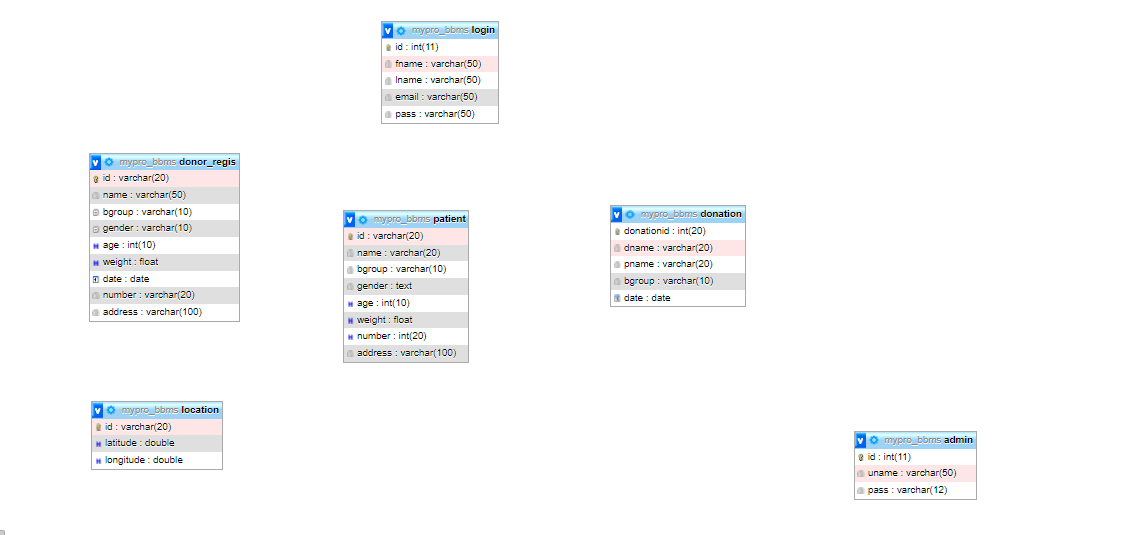 mypro_bbms login
id : int(11)
fname : varchar(50)
lname : varchar(50)
email : varchar(50)
pass : varchar(50)
mypro_bbms donor_regis
id : varchar(20)
name : varchar(50)
bgroup : varchar(10)
gender : varchar(10)
age : int(10)
weight : float
date : date
number : varchar(20)
address : varchar(100)
mypro_bbms patient
id : varchar(20)
name : varchar(20)
bgroup : varchar(10)
gender : text
age : int(10)
weight : float
number : int(20)
address : varchar(100)
mypro_bbms donation
donationid : int(20)
dname : varchar(20)
pname : varchar(20)
bgroup : varchar(10)
date : date
mypro_bbms location
id : varchar(20)
latitude : double
longitude : double
mypro_bbms admin
id : int(11)
uname : varchar(50)
pass : varchar(12)